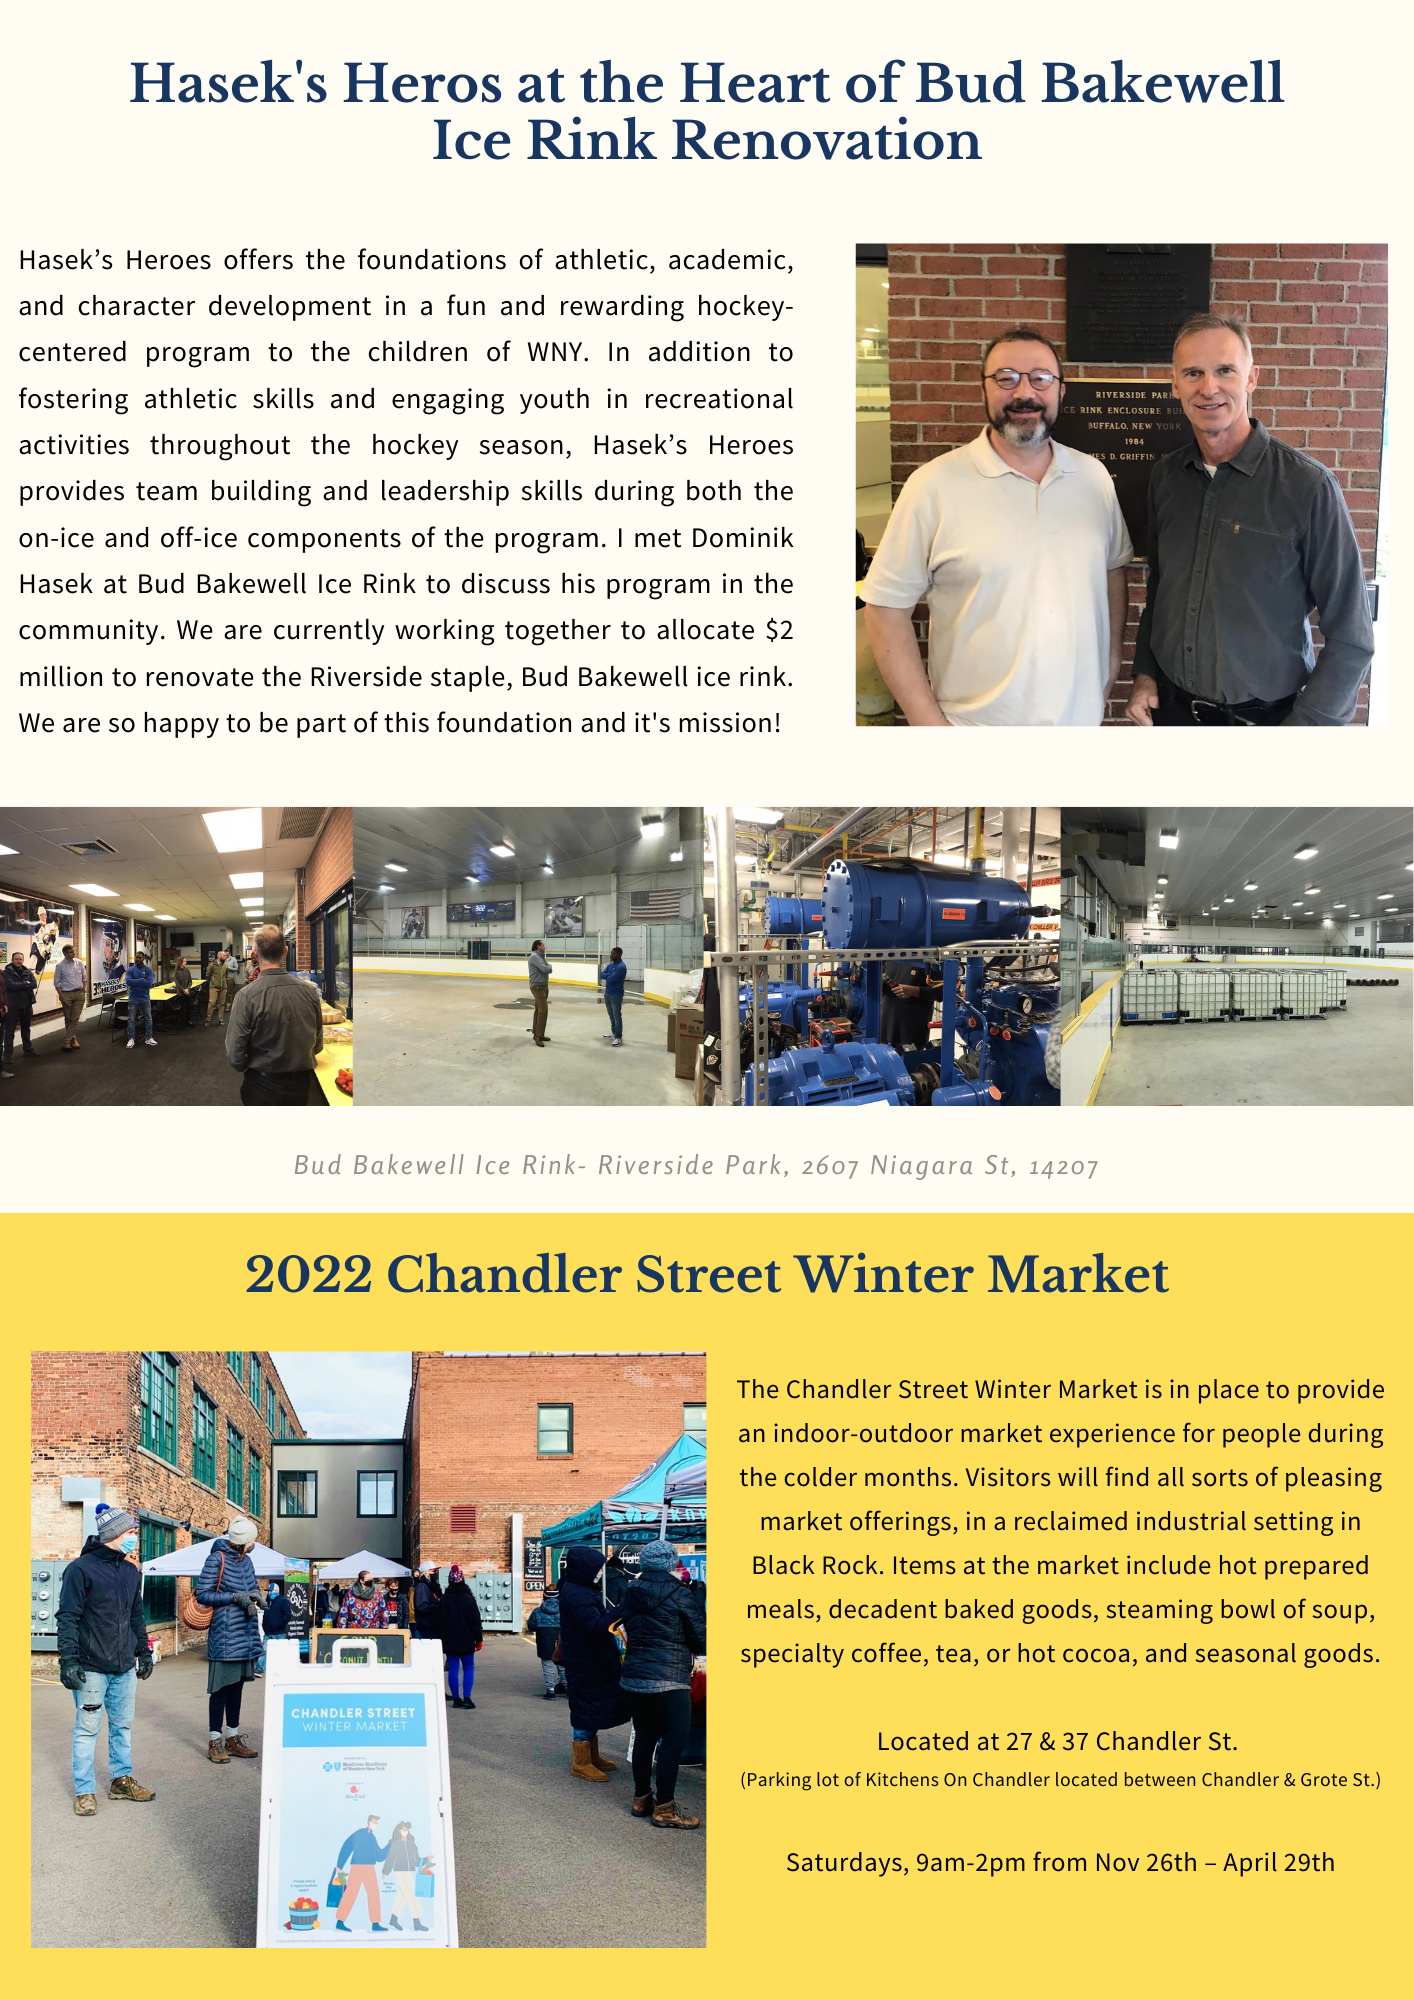 Hasek's Heros at the Heart of Bud Bakewell
Ice Rink Renovation
Hasek’s Heroes offers the foundations of athletic, academic,
and character development in a fun and rewarding hockey-
centered program to the children of WNY. In addition to
fostering athletic skills and engaging youth in recreational
activities throughout the hockey season, Hasek’s Heroes
provides team building and leadership skills during both the
on-ice and off-ice components of the program. I met Dominik
Hasek at Bud Bakewell Ice Rink to discuss his program in the
community. We are currently working together to allocate $2
million to renovate the Riverside staple, Bud Bakewell ice rink.
We are so happy to be part of this foundation and it's mission!
RIVERSIDE PARK
ICE RINK ENCLOSURE
BUFFALO, NEW YORK
1984
D. GRIFFIN
Bud Bakewell Ice Rink- Riverside Park, 2607 Niagara St, 14207
2022 Chandler Street Winter Market
The Chandler Street Winter Market is in place to provide
an indoor-outdoor market experience for people during
the colder months. Visitors will find all sorts of pleasing
market offerings, in a reclaimed industrial setting in
Black Rock. Items at the market include hot prepared
meals, decadent baked goods, steaming bowl of soup,
specialty coffee, tea, or hot cocoa, and seasonal goods.
Located at 27 & 37 Chandler St.
(Parking lot of Kitchens On Chandler located between Chandler & Grote St.)
Saturdays, 9am-2pm from Nov 26th – April 29th
OPEN
CHANDLER STREET
WINTER MARKET
BlueCross BlueShield
of Western New York